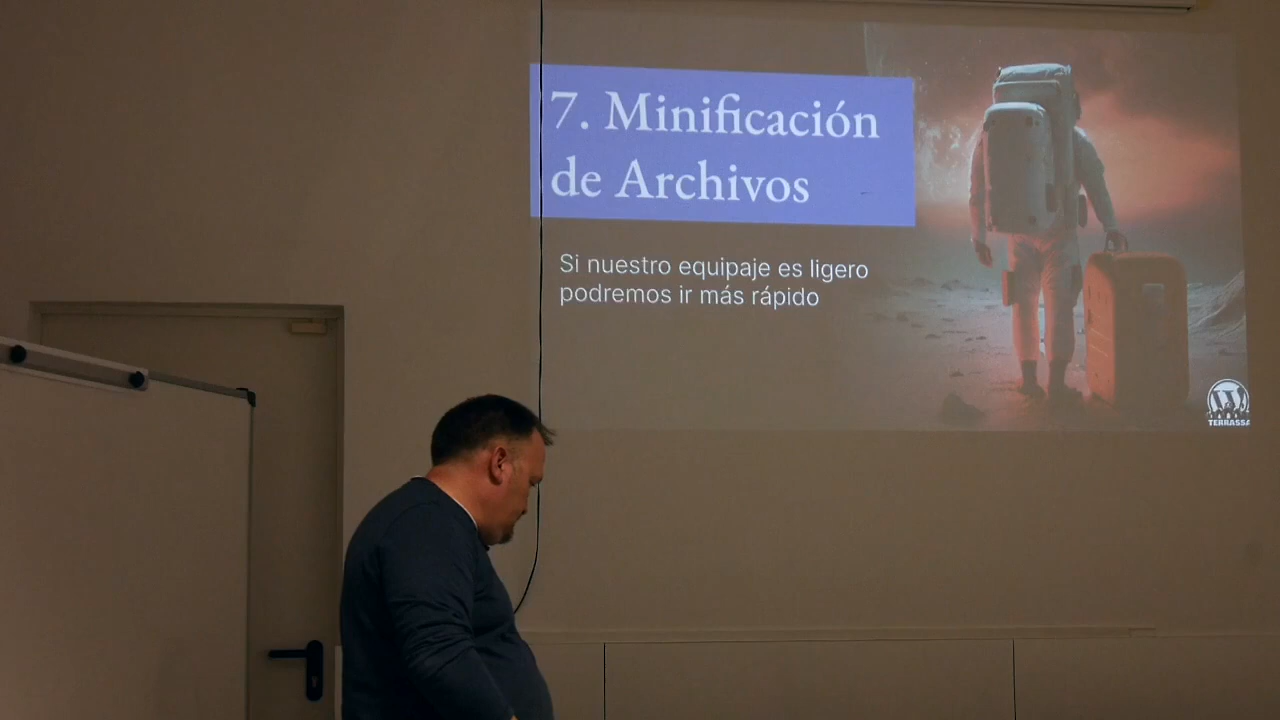 7. Minificación
de Archivos
Si nuestro equipaje es ligero
podremos ir más rápido
TERRASSA